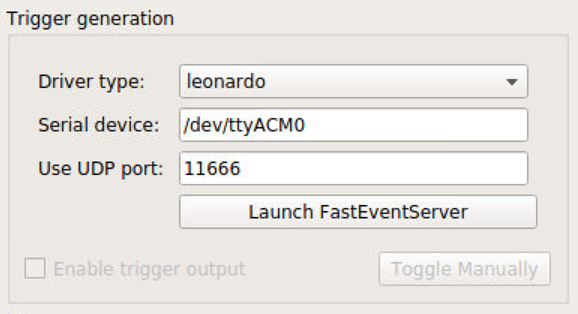 Trigger generation
Driver type: leonardo
Serial device: /dev/ttyACM0
Use UDP port: 11666
Launch FastEventServer
Enable trigger output Toggle Manually